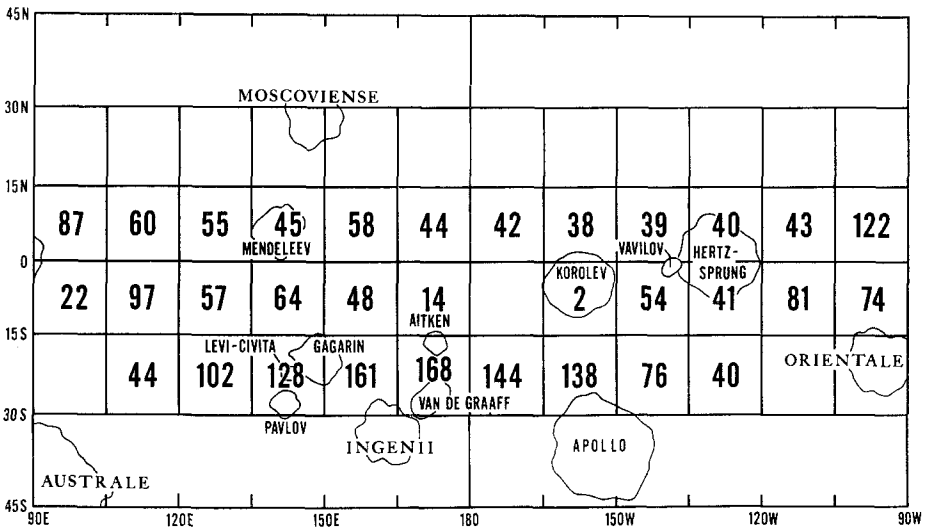 45N
MOSCOVIENSE
30N
15N
87 60 55 45 58 44 42 38 39 40 43 122
MENDELEEV VAVILOV HERTZ-
0
KOROLEV SPRUNG
22 97 57 64 48 14 2 54 41 81 74
AITKEN
15S
LEVI-CIVITA GAGARIN ORIENTALE
44 102 128 161 168 144 138 76 40
VAN DE GRAAFF
30S
PAVLOV
INGENII APOLLO
AUSTRALE
45S
90E 120E 150E 180 150W 120W 90W